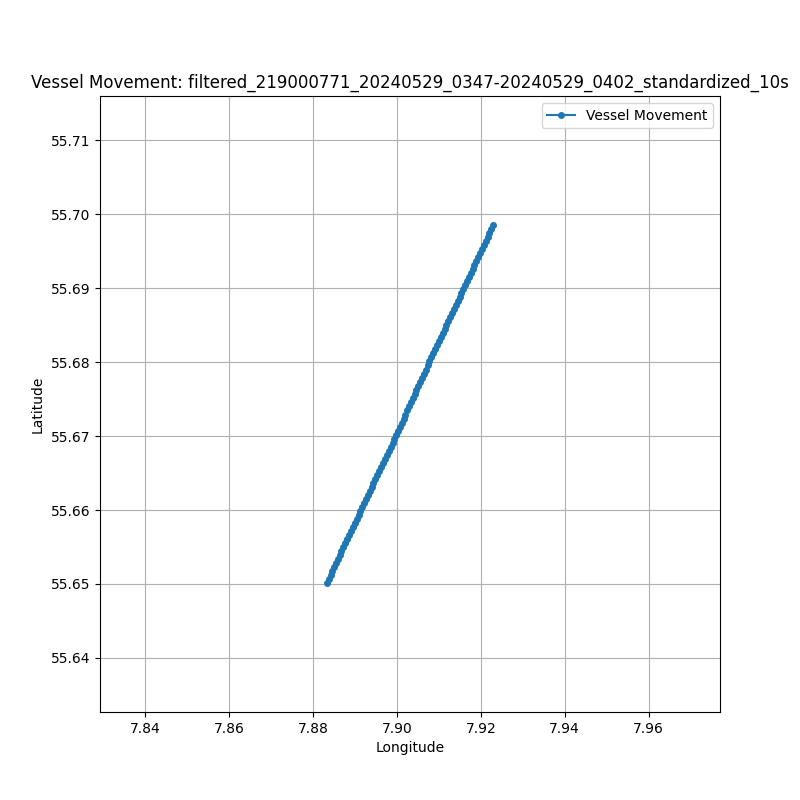 Vessel Movement: filtered_219000771_20240529_0347-20240529_0402_standardized_10s
Vessel Movement
55.71
55.70
55.69
55.68
55.67
55.66
55.65
55.64
Latitude
7.84 7.86 7.88 7.90 7.92 7.94 7.96
Longitude